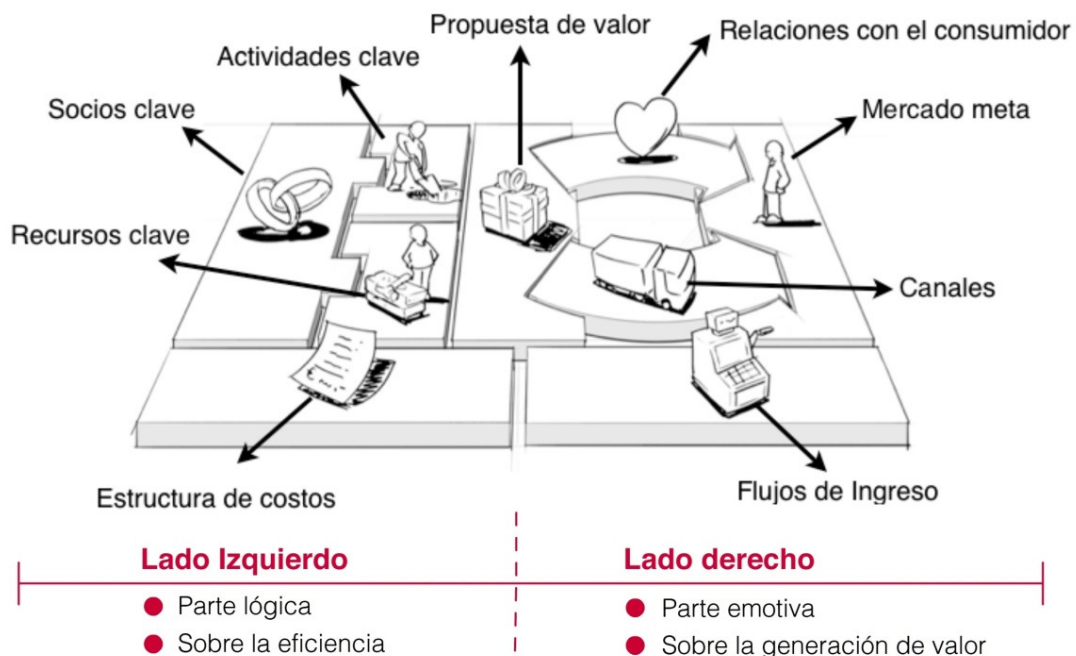 Propuesta de valor
Relaciones con el consumidor
Actividades clave
Socios clave
Mercado meta
Recursos clave
Canales
Estructura de costos
Flujos de Ingreso
Lado Izquierdo
Parte lógica
Sobre la eficiencia
Lado derecho
Parte emotiva
Sobre la generación de valor